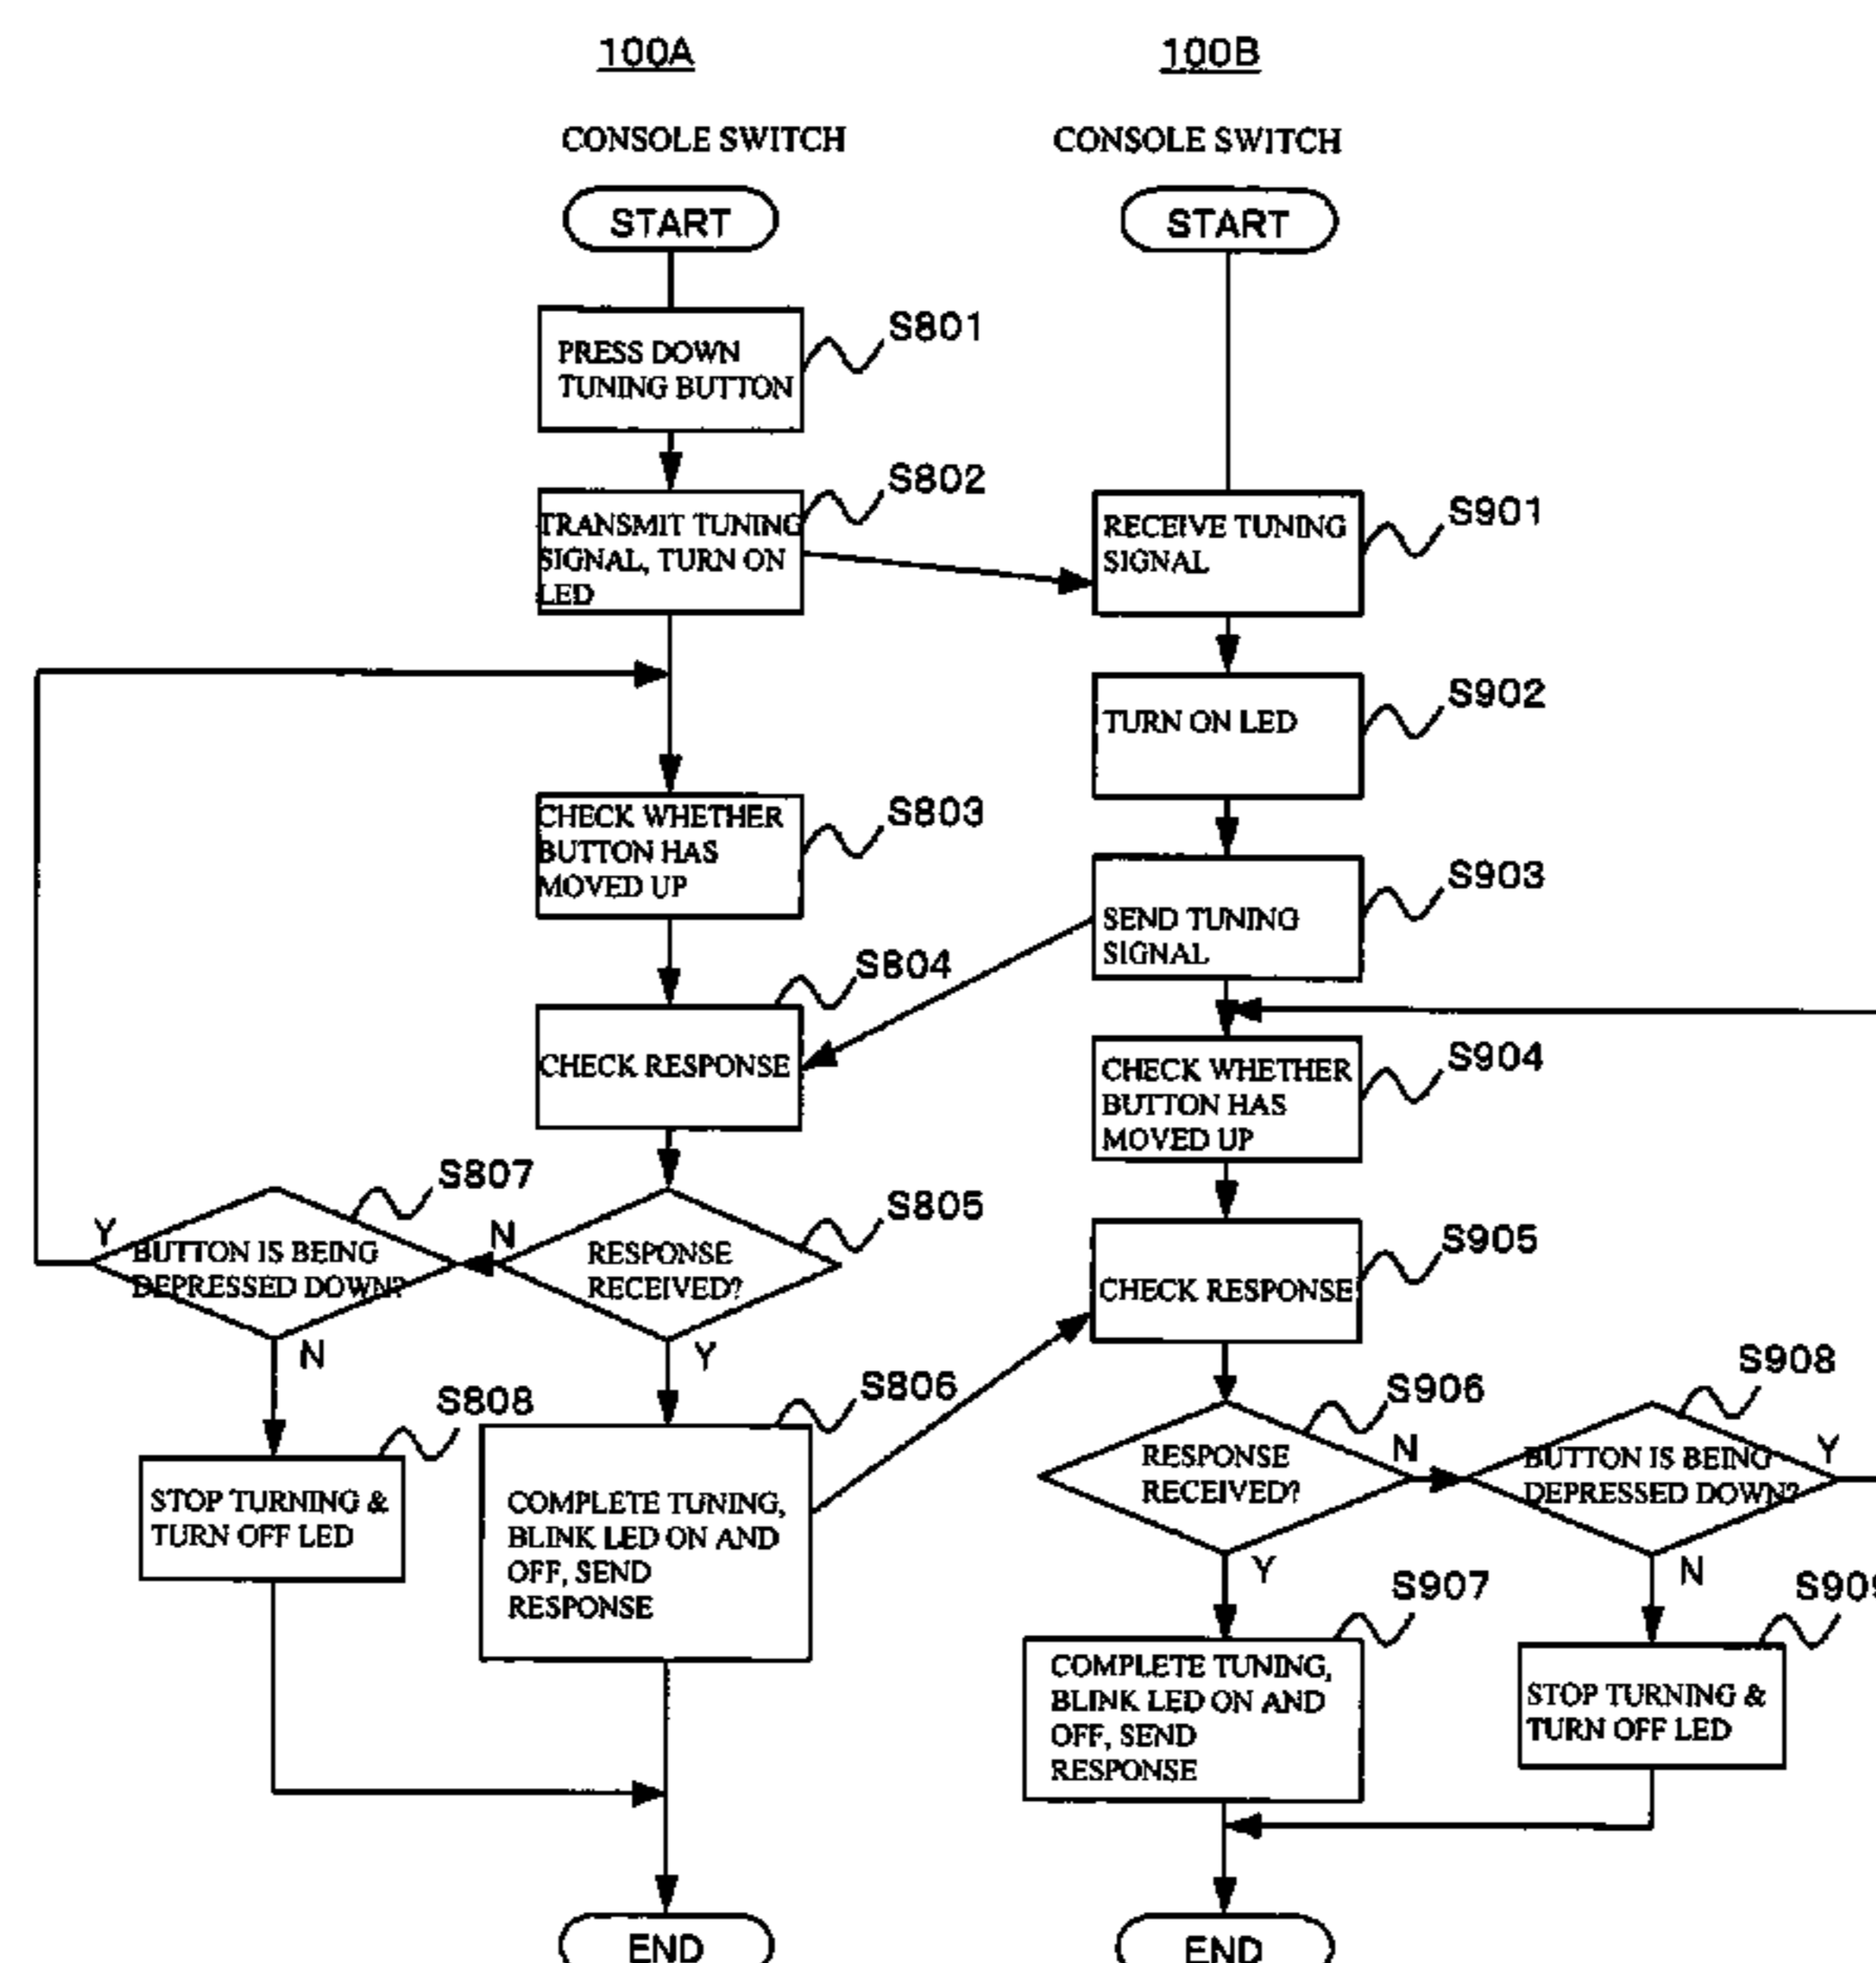 100A
CONSOLE SWITCH
START
PRESS DOWN
TUNING BUTTON
S801
TRANSMIT TUNING
SIGNAL, TURN ON
LED
S802
CHECK WHETHER
BUTTON HAS
MOVED UP
S803
CHECK RESPONSE
S804
RESPONSE
RECEIVED?
S805
N
Y
BUTTON IS BEING
DEPRESSED DOWN?
S807
Y
N
STOP TURNING &
TURN OFF LED
S808
COMPLETE TUNING,
BLINK LED ON AND
OFF, SEND
RESPONSE
S806
END
100B
CONSOLE SWITCH
START
RECEIVE TUNING
SIGNAL
S901
TURN ON LED
S902
SEND TUNING
SIGNAL
S903
CHECK WHETHER
BUTTON HAS
MOVED UP
S904
CHECK RESPONSE
S905
RESPONSE
RECEIVED?
S906
N
Y
BUTTON IS BEING
DEPRESSED DOWN?
S908
Y
N
COMPLETE TUNING,
BLINK LED ON AND
OFF, SEND
RESPONSE
S907
STOP TURNING &
TURN OFF LED
S909
END